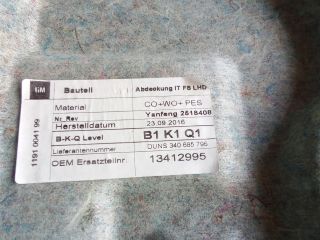 GM Bauteil Abdeckung IT FB LHD
Material CO+WO+ PES
Nr_Rev Yanfeng 2618408
Herstelldatum 23.09.2016
B-K-Q Level B1 K1 Q1
Lieferantennummer DUNS 340 685 796
OEM Ersatzteilnr. 13412995
1191 0041 99